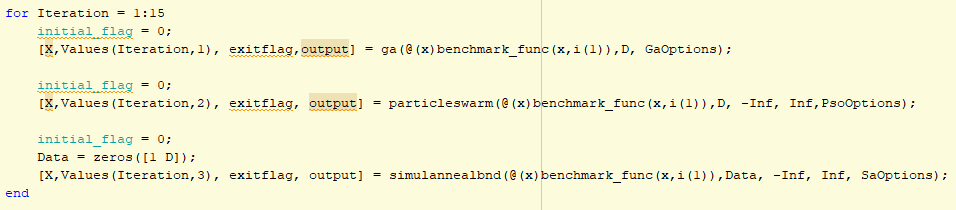 for Iteration = 1:15
initial_flag = 0;
[X,Values(Iteration,1), exitflag,output] = ga(@(x)benchmark_func(x,i(1)),D, GaOptions);
initial_flag = 0;
[X,Values(Iteration,2), exitflag, output] = particleswarm(@(x)benchmark_func(x,i(1)),D, -Inf, Inf,PsoOptions);
initial_flag = 0;
Data = zeros([1 D]);
[X,Values(Iteration,3), exitflag, output] = simulannealbnd(@(x)benchmark_func(x,i(1)),Data, -Inf, Inf, SaOptions);
end